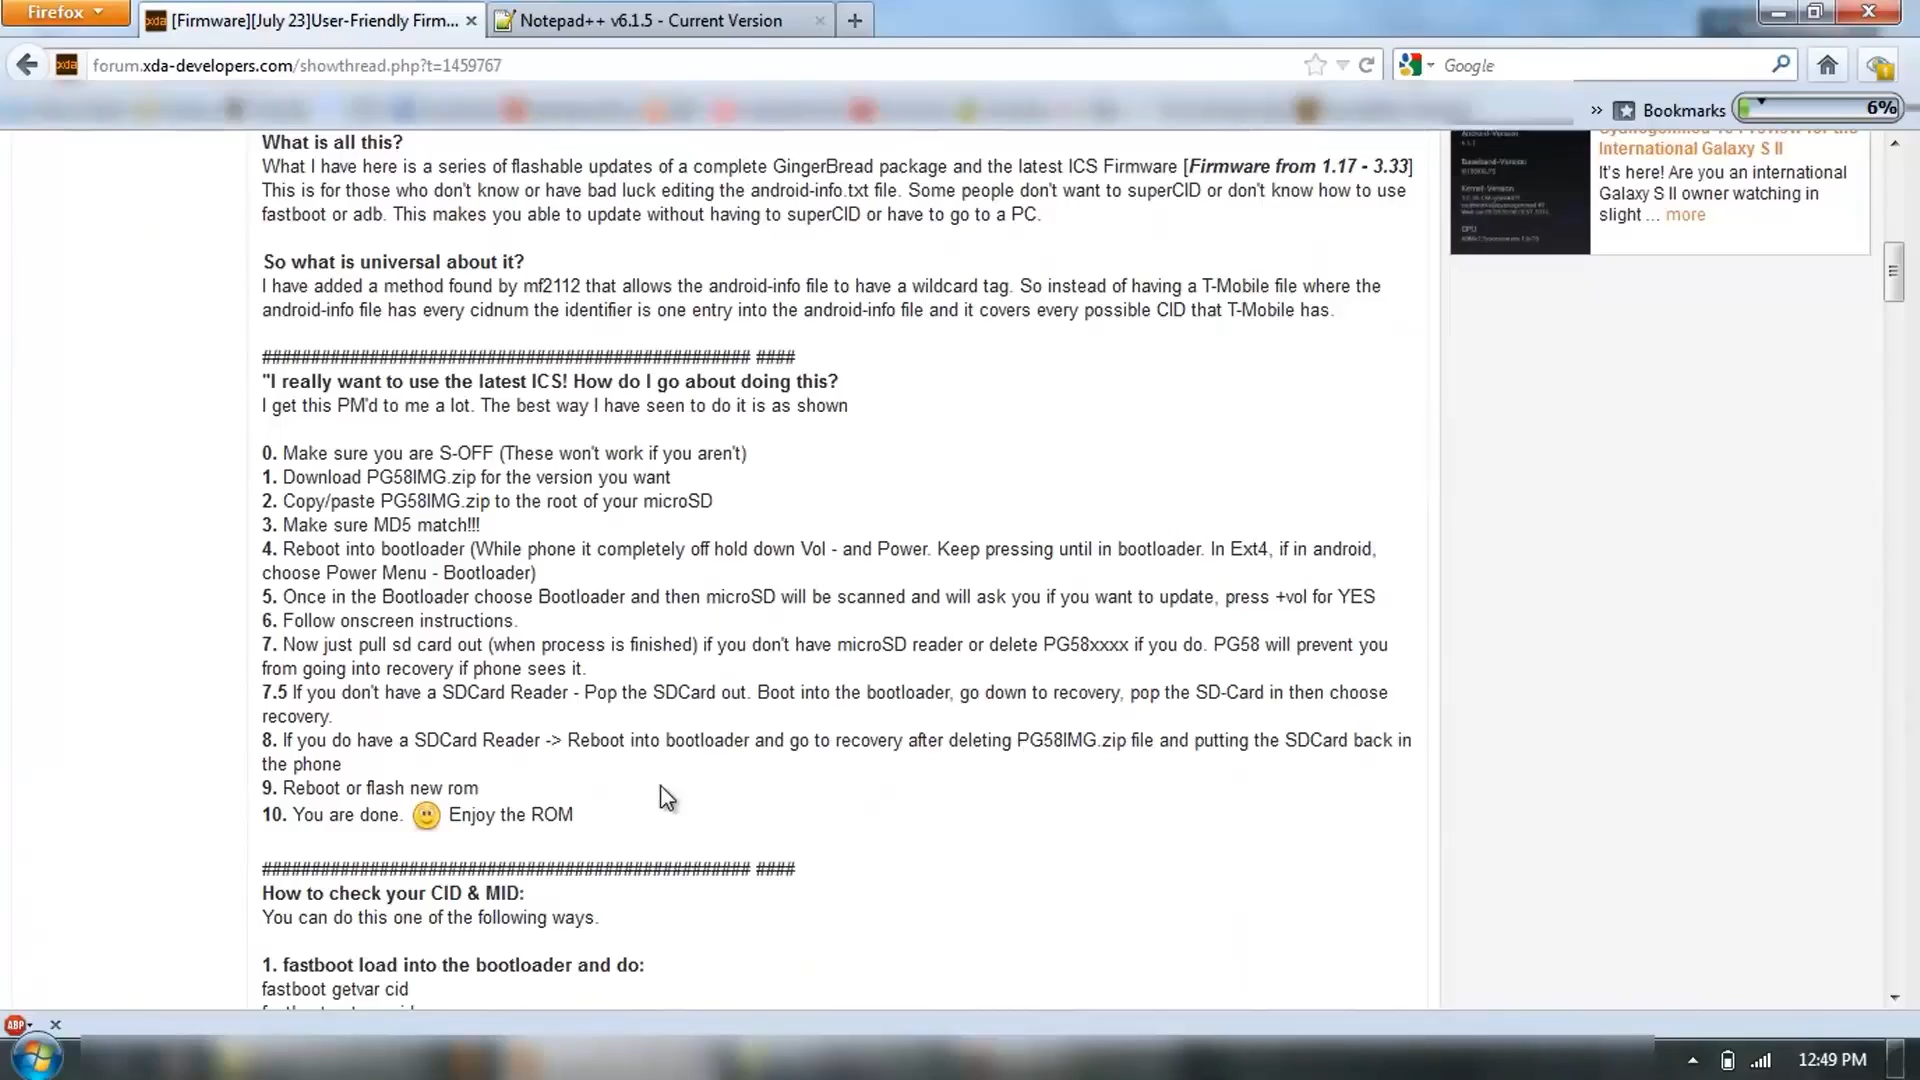 Firefox
[Firmware][July 23]User-Friendly Firm...
Notepad++ v6.1.5 - Current Version
forum.xda-developers.com/showthread.php?t=1459767
Google
Bookmarks
6%
What is all this?
What I have here is a series of flashable updates of a complete GingerBread package and the latest ICS Firmware [Firmware from 1.17 - 3.33]
This is for those who don't know or have bad luck editing the android-info.txt file. Some people don't want to superCID or don't know how to use
fastboot or adb. This makes you able to update without having to superCID or have to go to a PC.
So what is universal about it?
I have added a method found by mf2112 that allows the android-info file to have a wildcard tag. So instead of having a T-Mobile file where the
android-info file has every cidnum the identifier is one entry into the android-info file and it covers every possible CID that T-Mobile has.
################################################## ####
"I really want to use the latest ICS! How do I go about doing this?
I get this PM'd to me a lot. The best way I have seen to do it is as shown
0. Make sure you are S-OFF (These won't work if you aren't)
1. Download PG58IMG.zip for the version you want
2. Copy/paste PG58IMG.zip to the root of your microSD
3. Make sure MD5 match!!!
4. Reboot into bootloader (While phone it completely off hold down Vol - and Power. Keep pressing until in bootloader. In Ext4, if in android,
choose Power Menu - Bootloader)
5. Once in the Bootloader choose Bootloader and then microSD will be scanned and will ask you if you want to update, press +vol for YES
6. Follow onscreen instructions.
7. Now just pull sd card out (when process is finished) if you don't have microSD reader or delete PG58xxxx if you do. PG58 will prevent you
from going into recovery if phone sees it.
7.5 If you don't have a SDCard Reader - Pop the SDCard out. Boot into the bootloader, go down to recovery, pop the SD-Card in then choose
recovery.
8. If you do have a SDCard Reader -> Reboot into bootloader and go to recovery after deleting PG58IMG.zip file and putting the SDCard back in
the phone
9. Reboot or flash new rom
10. You are done. Enjoy the ROM
################################################## ####
How to check your CID & MID:
You can do this one of the following ways.
1. fastboot load into the bootloader and do:
fastboot getvar cid
International Galaxy S II
It's here! Are you an international
Galaxy S II owner watching in
slight ... more
ABP
12:49 PM